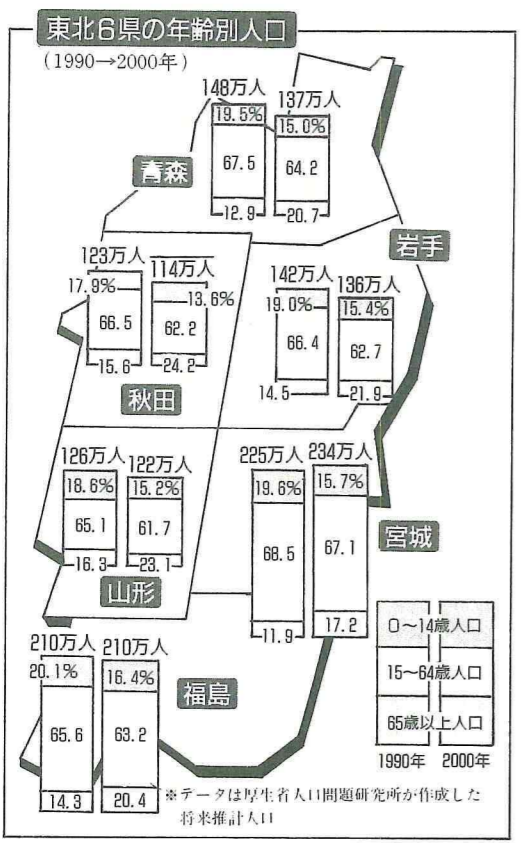 東北6県の年齢別人口
(1990→2000年)
148万人
137万人
19.5%
15.0%
67.5
64.2
12.9
20.7
青森
岩手
123万人
114万人
17.9%
13.6%
66.5
62.2
15.6
24.2
秋田
142万人
136万人
19.0%
15.4%
66.4
62.7
14.5
21.9
126万人
122万人
18.6%
15.2%
65.1
61.7
16.3
23.1
山形
225万人
234万人
19.6%
15.7%
68.5
67.1
11.9
17.2
宮城
210万人
210万人
20.1%
16.4%
65.6
63.2
14.3
20.4
福島
0〜14歳人口
15〜64歳人口
65歳以上人口
1990年
2000年
※データは厚生省人口問題研究所が作成した
将来推計人口